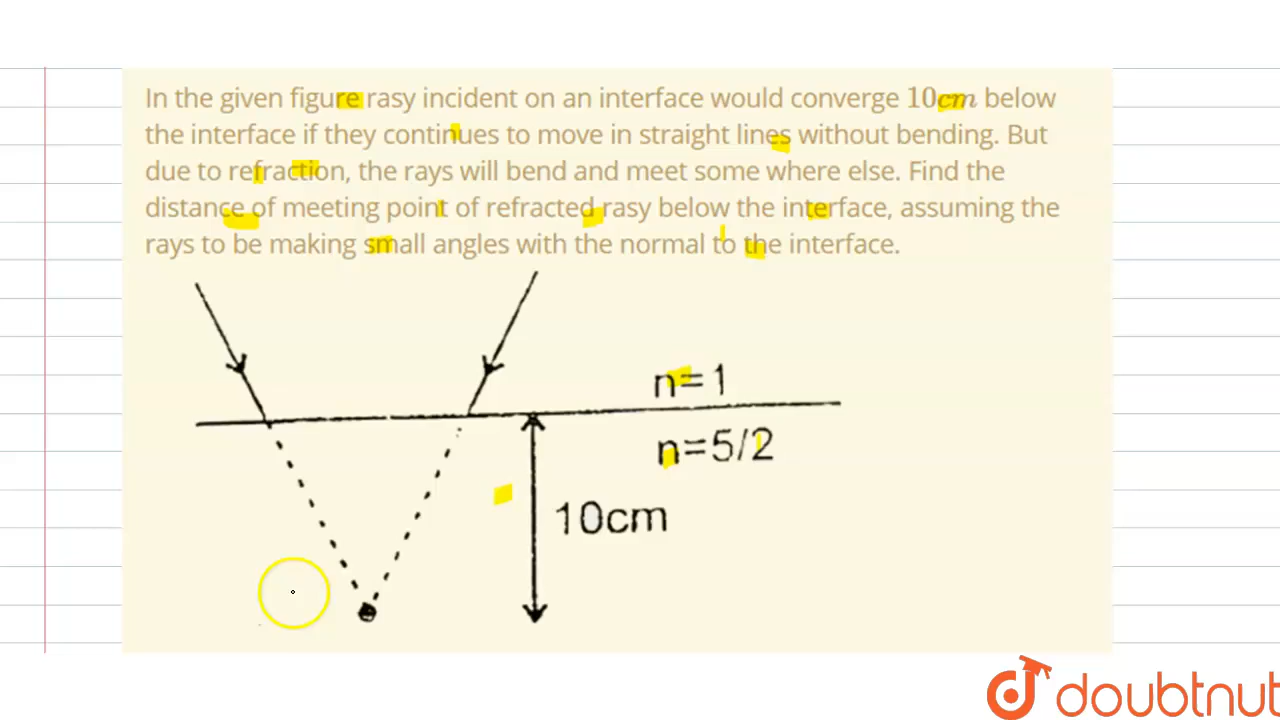 In the given figure rasy incident on an interface would converge 10cm below
the interface if they continues to move in straight lines without bending. But
due to refraction, the rays will bend and meet some where else. Find the
distance of meeting point of refracted rasy below the interface, assuming the
rays to be making small angles with the normal to the interface.
n=1
n=5/2
10cm
doubtnut